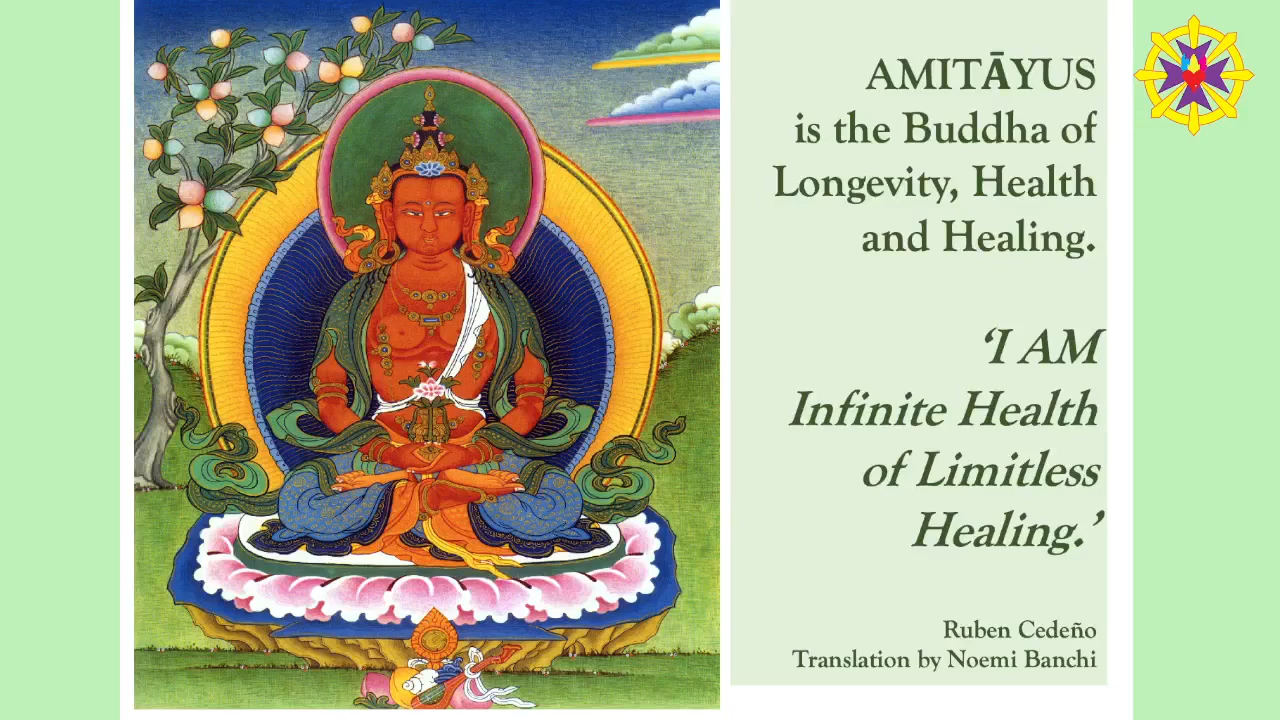 AMITĀYUS
is the Buddha of
Longevity, Health
and Healing.
‘I AM
Infinite Health
of Limitless
Healing.’
Ruben Cedeño
Translation by Noemi Banchi